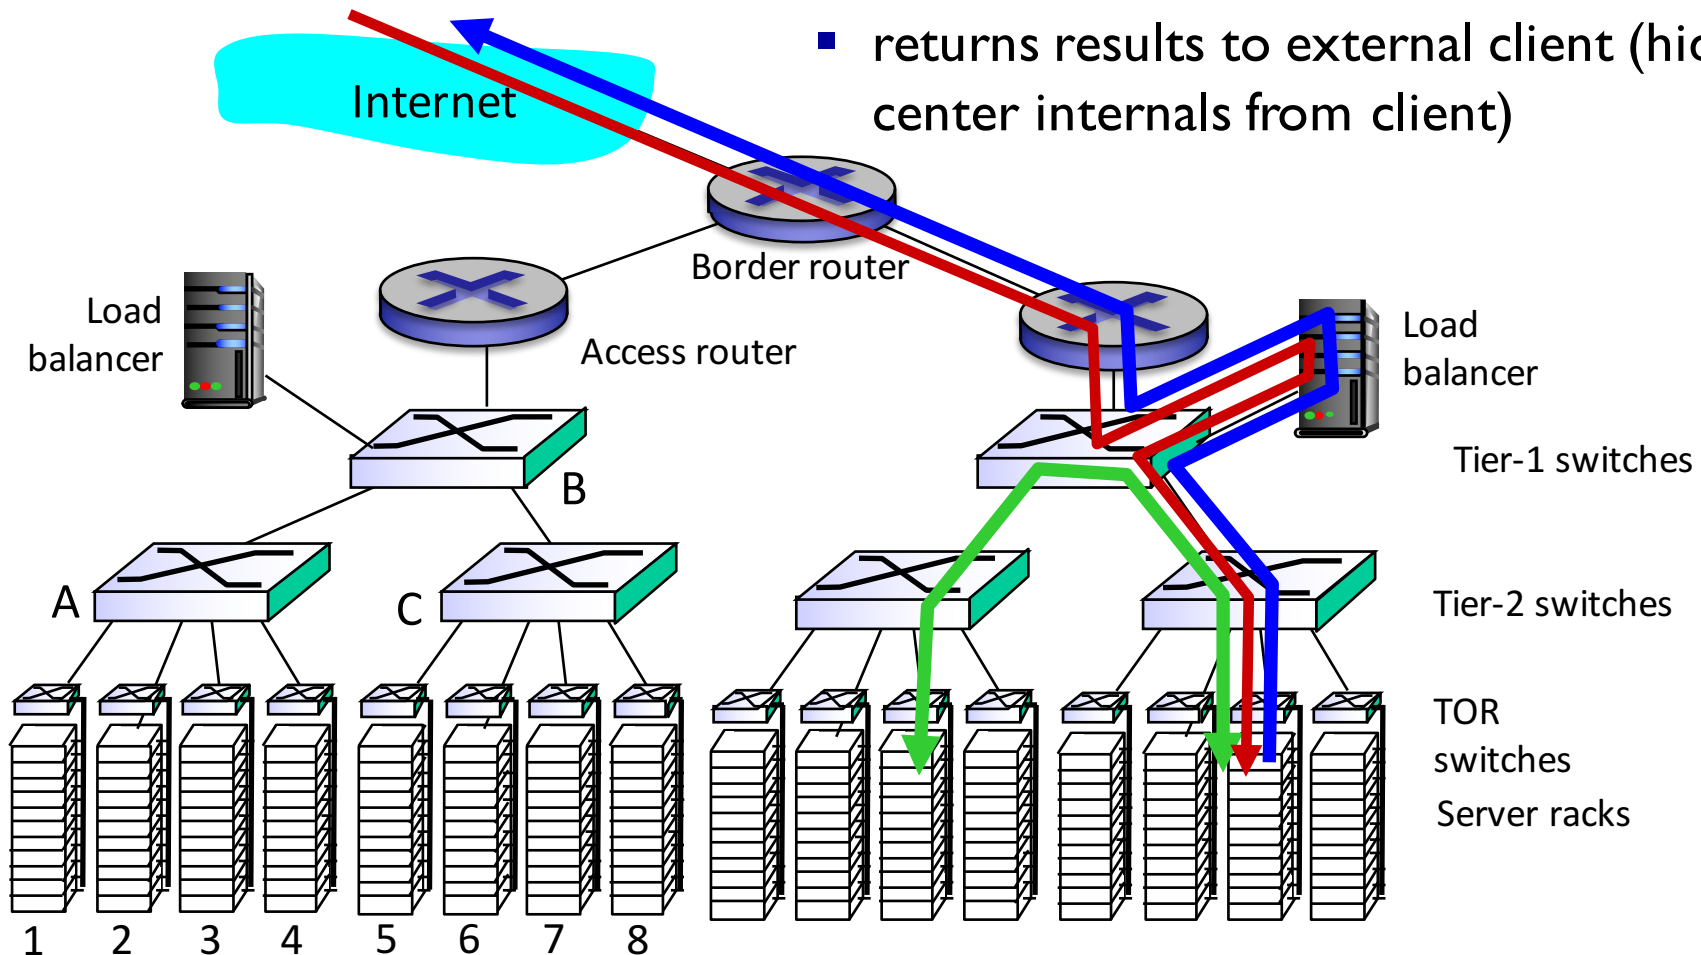 ▪ returns results to external client (hid
center internals from client)
Internet
Border router
Load
balancer
Access router
Load
balancer
Tier-1 switches
B
A
C
Tier-2 switches
TOR
switches
Server racks
1 2 3 4 5 6 7 8